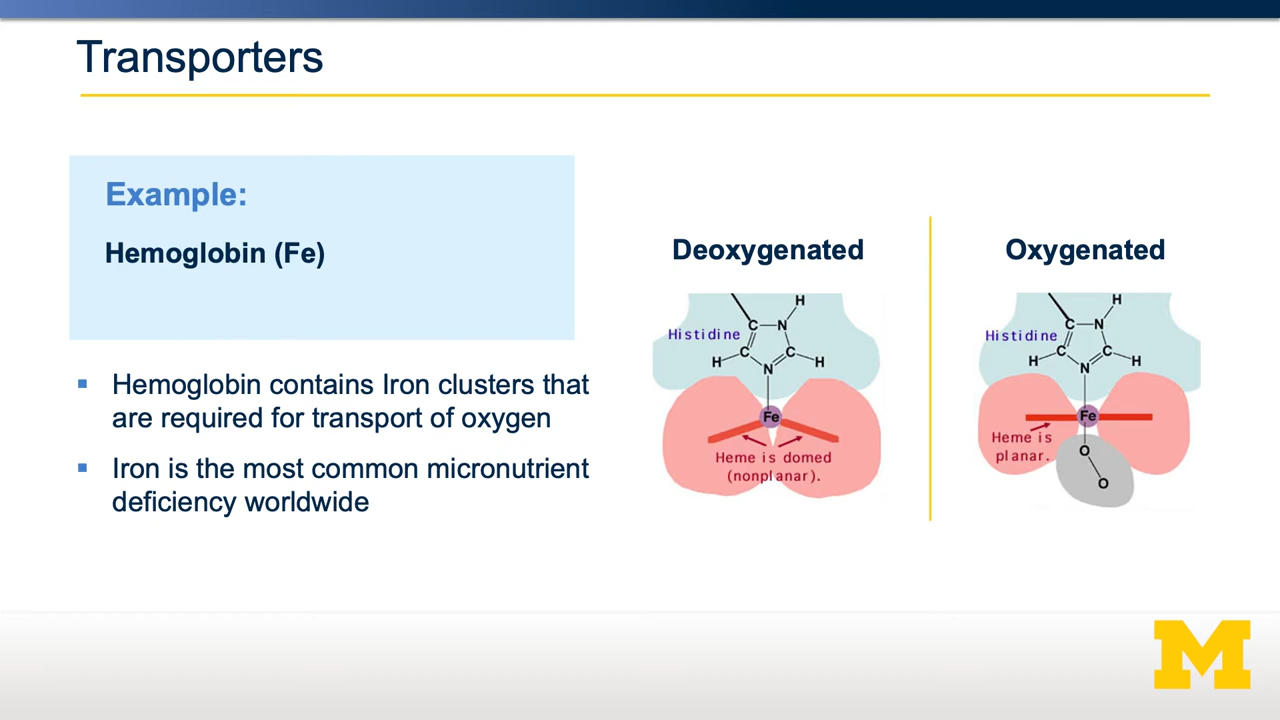 Transporters
Example:
Hemoglobin (Fe)
▪ Hemoglobin contains Iron clusters that
are required for transport of oxygen
▪ Iron is the most common micronutrient
deficiency worldwide
Deoxygenated
H
Histidine
C
N
H
C
C
H
N
Fe
Heme is domed
(nonplanar).
Oxygenated
H
Histidine
C
N
H
C
C
H
N
Fe
Heme is
planar.
O
O
M